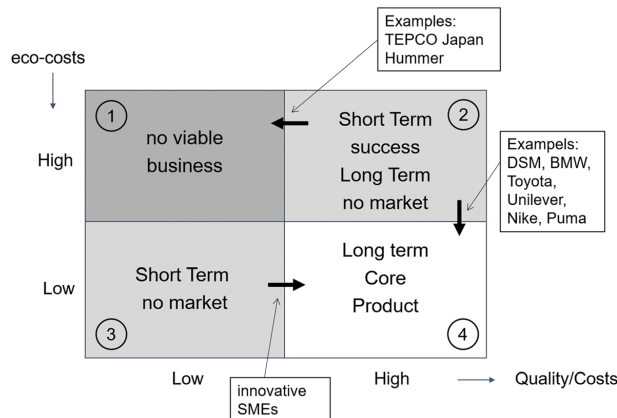 Examples:
TEPCO Japan
Hummer
eco-costs
1
2
no viable
business
Short Term
success
Long Term
no market
High
Exampels:
DSM, BMW,
Toyota,
Unilever,
Nike, Puma
Short Term
no market
Long term
Core
Product
Low
3
4
Low
High
Quality/Costs
innovative
SMEs